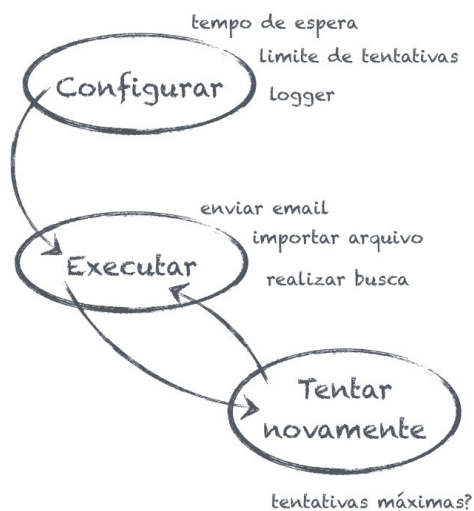 tempo de espera
limite de tentativas
Configurar
logger
enviar email
importar arquivo
Executar
realizar busca
Tentar
novamente
tentativas máximas?